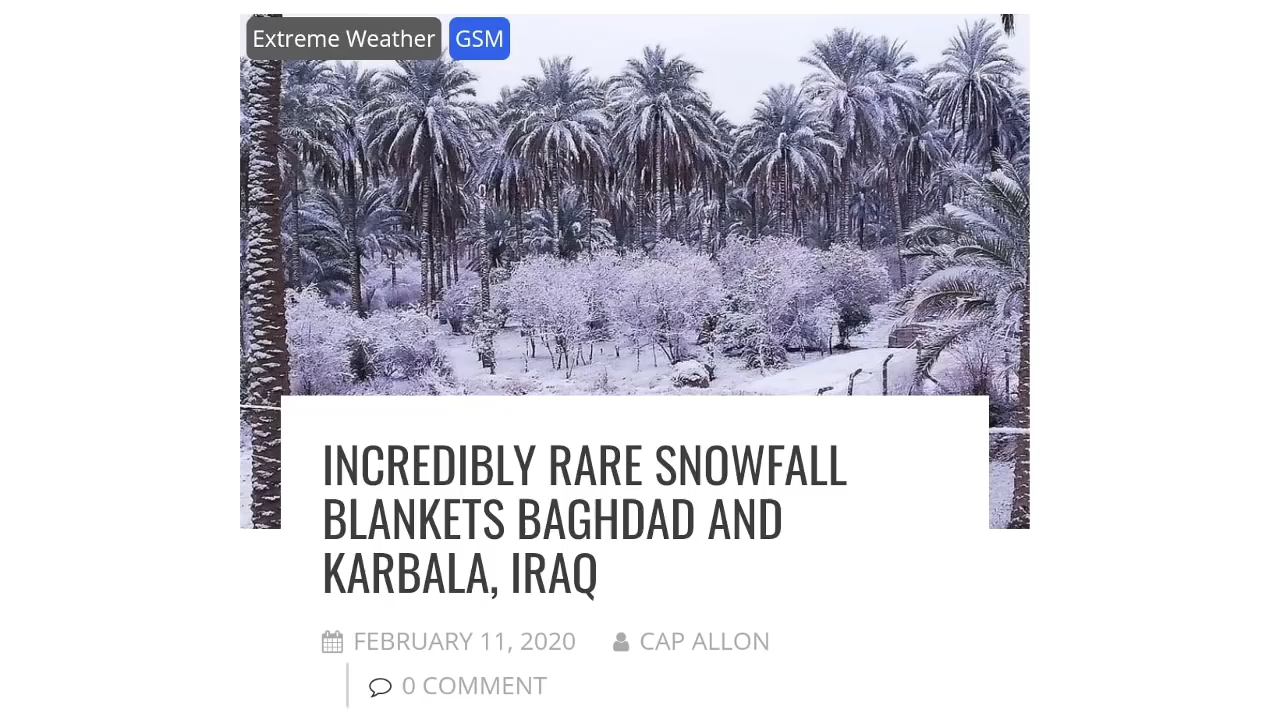 Extreme Weather GSM
INCREDIBLY RARE SNOWFALL
BLANKETS BAGHDAD AND
KARBALA, IRAQ
FEBRUARY 11, 2020 CAP ALLON
0 COMMENT